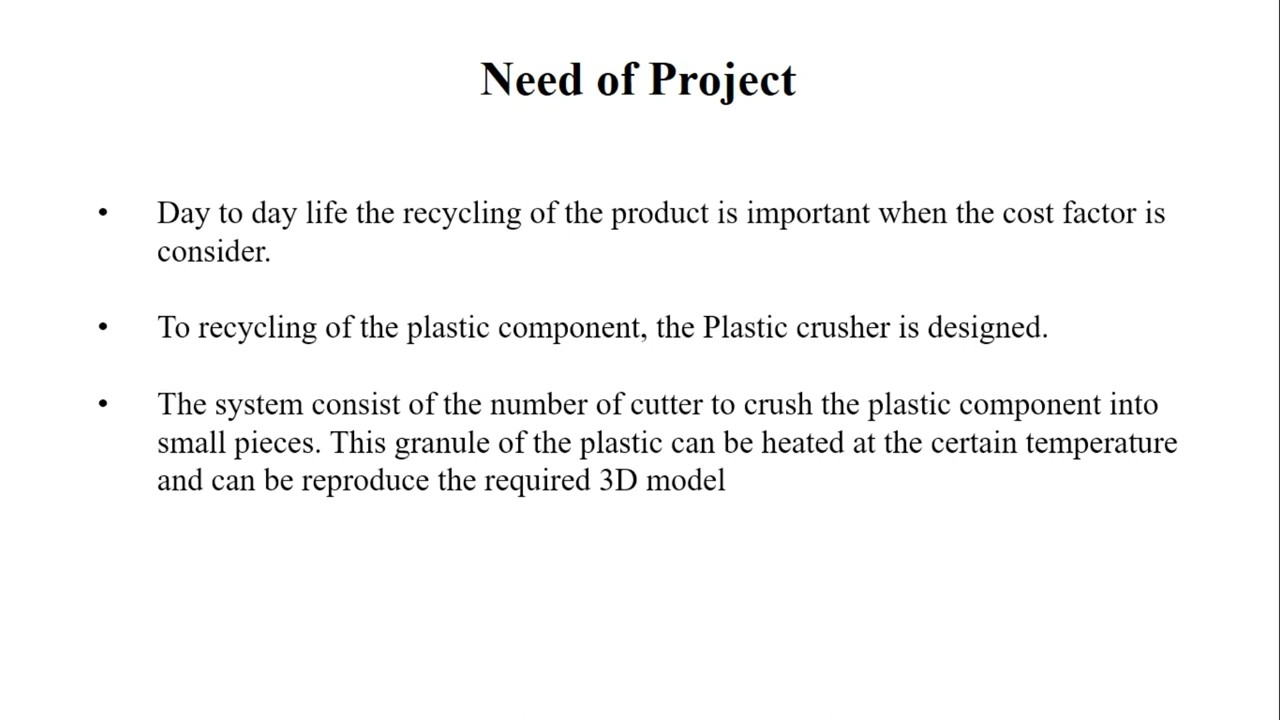 Need of Project
• Day to day life the recycling of the product is important when the cost factor is
consider.
• To recycling of the plastic component, the Plastic crusher is designed.
• The system consist of the number of cutter to crush the plastic component into
small pieces. This granule of the plastic can be heated at the certain temperature
and can be reproduce the required 3D model